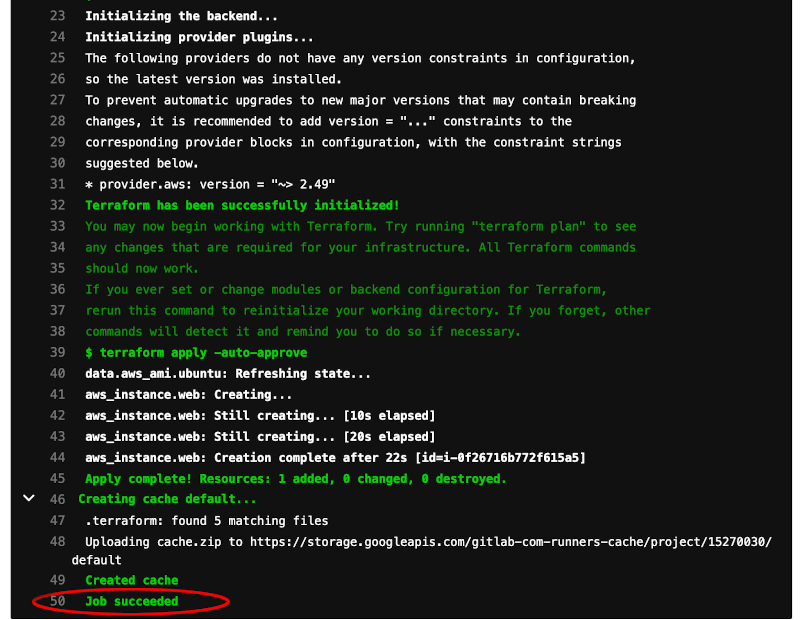 23 Initializing the backend...
24 Initializing provider plugins...
25 The following providers do not have any version constraints in configuration,
26 so the latest version was installed.
27 To prevent automatic upgrades to new major versions that may contain breaking
28 changes, it is recommended to add version = "..." constraints to the
29 corresponding provider blocks in configuration, with the constraint strings
30 suggested below.
31 * provider.aws: version = "~> 2.49"
32 Terraform has been successfully initialized!
33 You may now begin working with Terraform. Try running "terraform plan" to see
34 any changes that are required for your infrastructure. All Terraform commands
35 should now work.
36 If you ever set or change modules or backend configuration for Terraform,
37 rerun this command to reinitialize your working directory. If you forget, other
38 commands will detect it and remind you to do so if necessary.
39 $ terraform apply -auto-approve
40 data.aws_ami.ubuntu: Refreshing state...
41 aws_instance.web: Creating...
42 aws_instance.web: Still creating... [10s elapsed]
43 aws_instance.web: Still creating... [20s elapsed]
44 aws_instance.web: Creation complete after 22s [id=i-0f26716b772f615a5]
45 Apply complete! Resources: 1 added, 0 changed, 0 destroyed.
46 Creating cache default...
47 .terraform: found 5 matching files
48 Uploading cache.zip to https://storage.googleapis.com/gitlab-com-runners-cache/project/15270030/
default
49 Created cache
50 Job succeeded